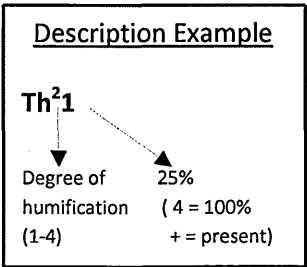 Description Example
Th²1
Degree of 25%
humification ( 4 = 100%
(1-4) + = present)